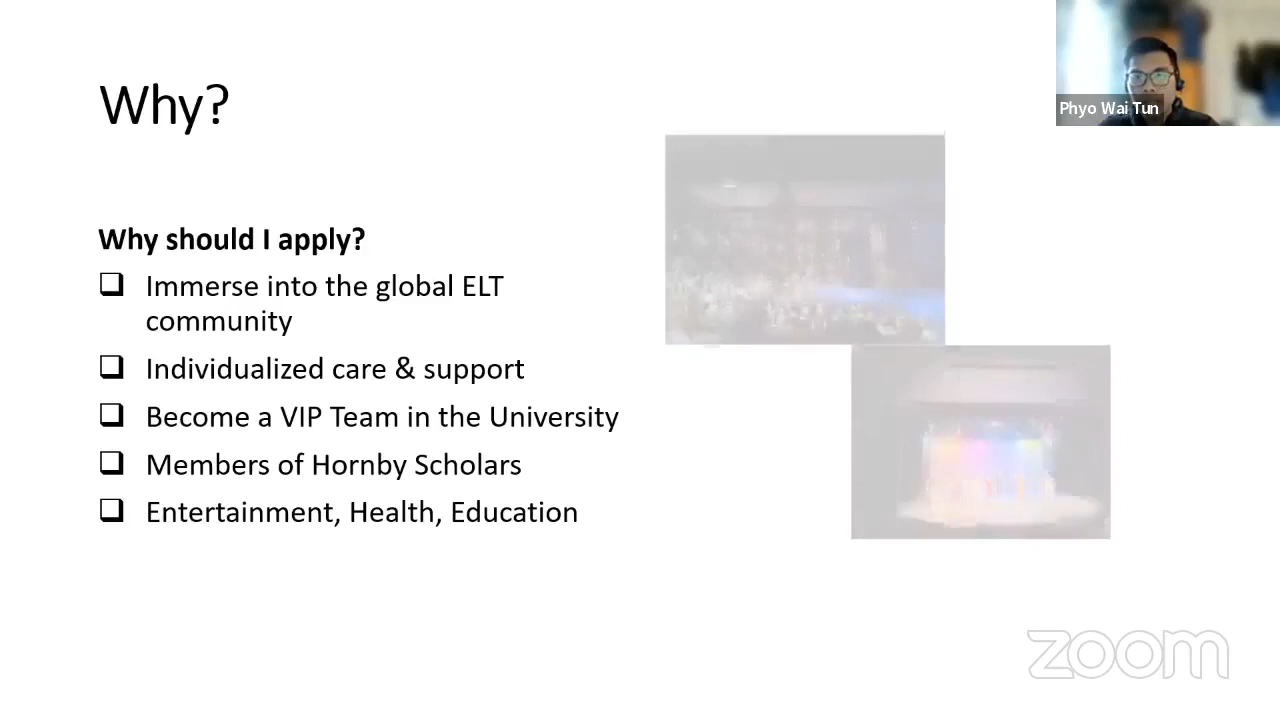 Why?
Phyo Wai Tun
Why should I apply?
Immerse into the global ELT
community
Individualized care & support
Become a VIP Team in the University
Members of Hornby Scholars
Entertainment, Health, Education
zoom